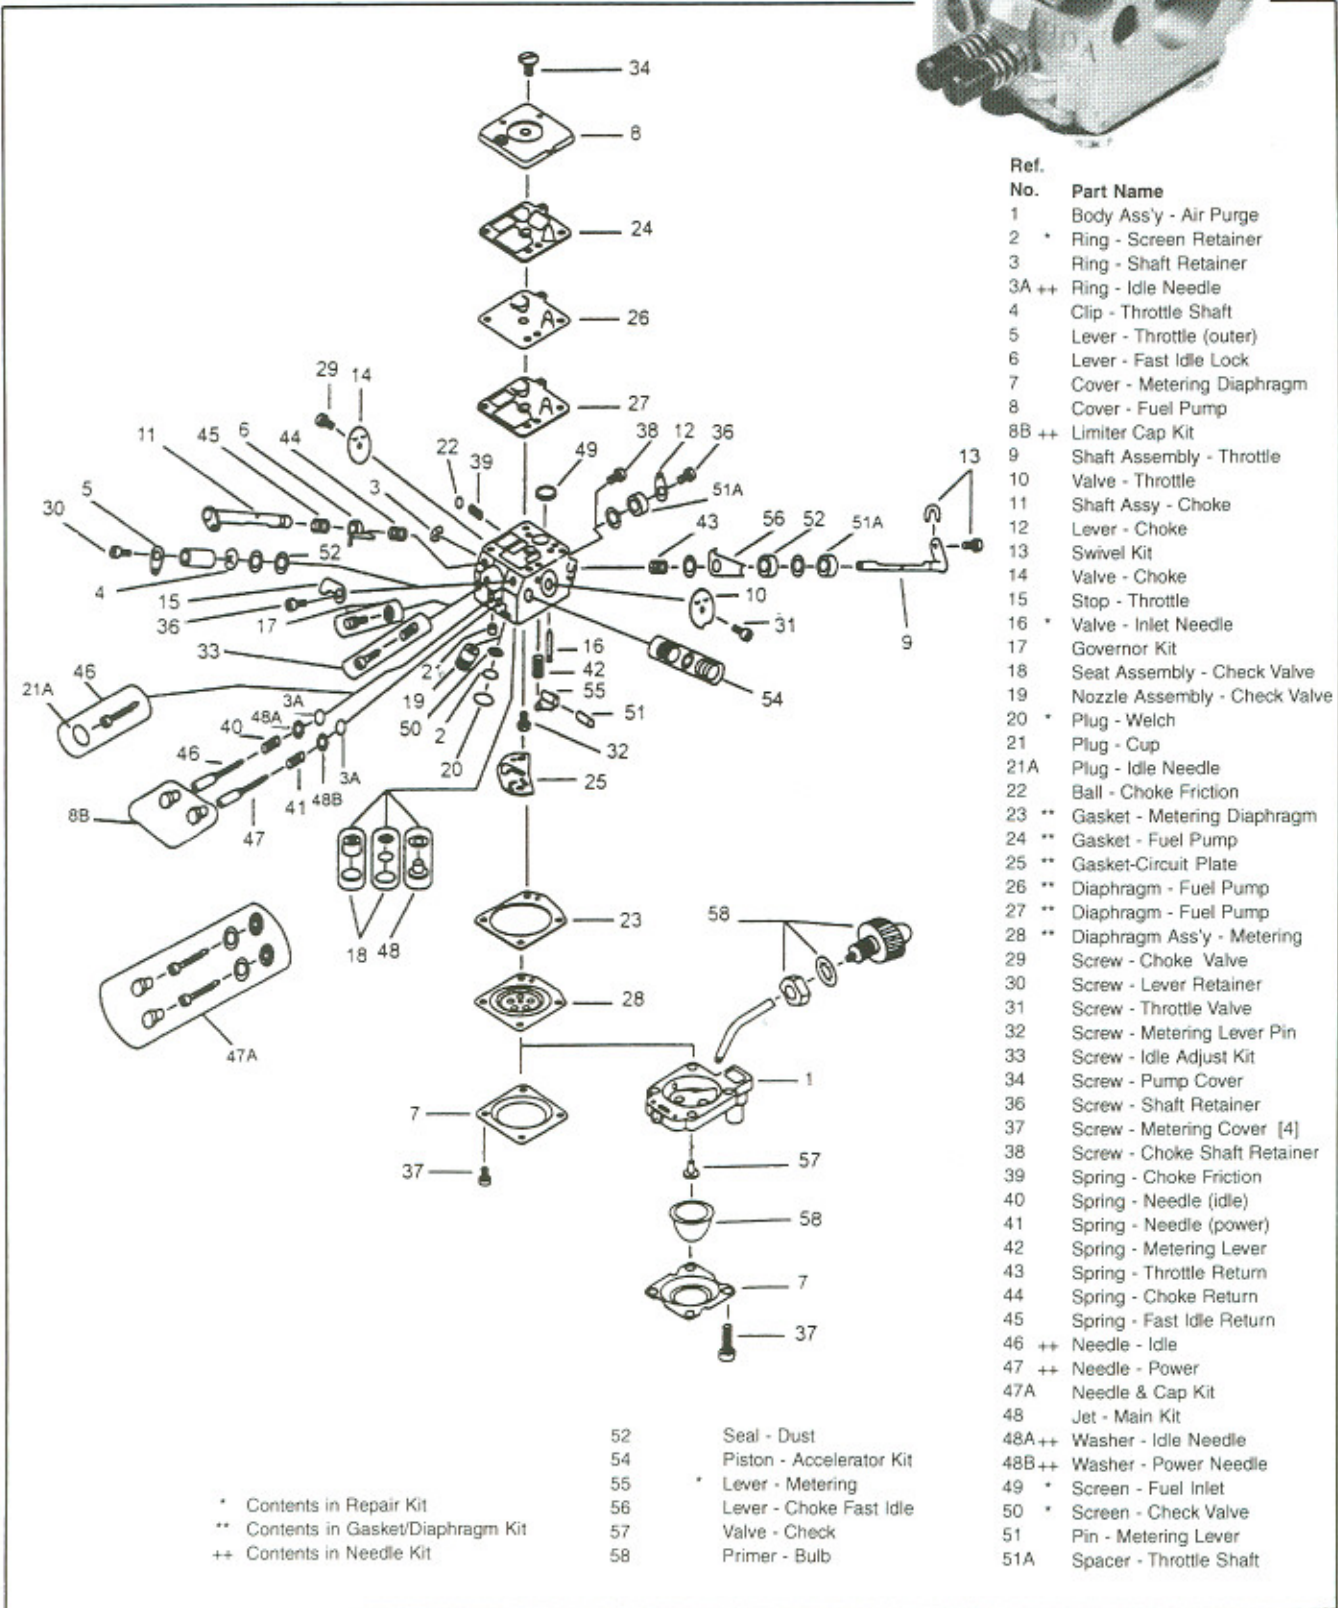 34
8
24
26
27
29 14
11 45 6 44
22 39
49
38 12 36
51A
13
5
30
3
52
43 56 52 51A
4
15
36
17
10
31
9
33
21
19
16
42
55
51
54
46
21A
3A
48A
40
46
50
2
20
32
25
3A
41 48B
8B
47
18 48
23
58
28
47A
1
7
37
57
58
7
37
Ref.
No. Part Name
1 Body Ass'y - Air Purge
2 * Ring - Screen Retainer
3 Ring - Shaft Retainer
3A ++ Ring - Idle Needle
4 Clip - Throttle Shaft
5 Lever - Throttle (outer)
6 Lever - Fast Idle Lock
7 Cover - Metering Diaphragm
8 Cover - Fuel Pump
8B ++ Limiter Cap Kit
9 Shaft Assembly - Throttle
10 Valve - Throttle
11 Shaft Assy - Choke
12 Lever - Choke
13 Swivel Kit
14 Valve - Choke
15 Stop - Throttle
16 * Valve - Inlet Needle
17 Governor Kit
18 Seat Assembly - Check Valve
19 Nozzle Assembly - Check Valve
20 * Plug - Welch
21 Plug - Cup
21A Plug - Idle Needle
22 Ball - Choke Friction
23 ** Gasket - Metering Diaphragm
24 ** Gasket - Fuel Pump
25 ** Gasket-Circuit Plate
26 ** Diaphragm - Fuel Pump
27 ** Diaphragm - Fuel Pump
28 ** Diaphragm Ass'y - Metering
29 Screw - Choke Valve
30 Screw - Lever Retainer
31 Screw - Throttle Valve
32 Screw - Metering Lever Pin
33 Screw - Idle Adjust Kit
34 Screw - Pump Cover
36 Screw - Shaft Retainer
37 Screw - Metering Cover [4]
38 Screw - Choke Shaft Retainer
39 Spring - Choke Friction
40 Spring - Needle (idle)
41 Spring - Needle (power)
42 Spring - Metering Lever
43 Spring - Throttle Return
44 Spring - Choke Return
45 Spring - Fast Idle Return
46 ++ Needle - Idle
47 ++ Needle - Power
47A Needle & Cap Kit
48 Jet - Main Kit
48A ++ Washer - Idle Needle
48B ++ Washer - Power Needle
49 * Screen - Fuel Inlet
50 * Screen - Check Valve
51 Pin - Metering Lever
51A Spacer - Throttle Shaft
52 Seal - Dust
54 Piston - Accelerator Kit
55 * Lever - Metering
56 Lever - Choke Fast Idle
57 Valve - Check
58 Primer - Bulb
* Contents in Repair Kit
** Contents in Gasket/Diaphragm Kit
++ Contents in Needle Kit